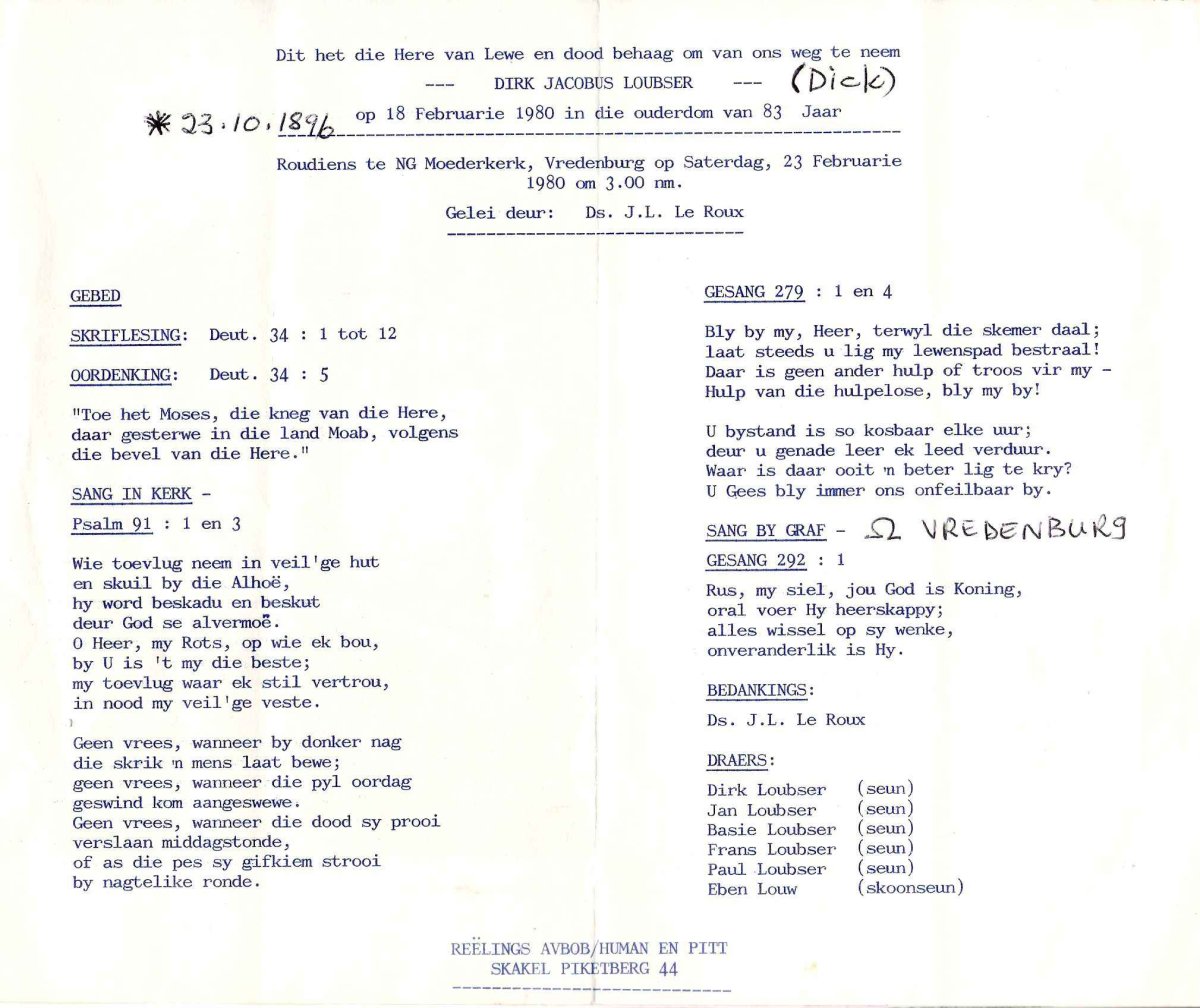 Dit het die Here van Lewe en dood behaag om van ons weg te neem
--- DIRK JACOBUS LOUBSER --- (Dick)
* 23.10.1896 op 18 Februarie 1980 in die ouderdom van 83 Jaar
Roudiens te NG Moederkerk, Vredenburg op Saterdag, 23 Februarie
1980 om 3.00 nm.
Gelei deur: Ds. J.L. Le Roux
GEBED
SKRIFLESING: Deut. 34 : 1 tot 12
OORDENKING: Deut. 34 : 5
"Toe het Moses, die kneg van die Here,
daar gesterwe in die land Moab, volgens
die bevel van die Here."
SANG IN KERK -
Psalm 91 : 1 en 3
Wie toevlug neem in veil'ge hut
en skuil by die Alhoë,
hy word beskadu en beskut
deur God se alvermoë.
O Heer, my Rots, op wie ek bou,
by U is 't my die beste;
my toevlug waar ek stil vertrou,
in nood my veil'ge veste.
Geen vrees, wanneer by donker nag
die skrik 'n mens laat bewe;
geen vrees, wanneer die pyl oordag
geswind kom aangeswewe.
Geen vrees, wanneer die dood sy prooi
verslaan middagstonde,
of as die pes sy gifkiem strooi
by nagtelike ronde.
GESANG 279 : 1 en 4
Bly by my, Heer, terwyl die skemer daal;
laat steeds u lig my lewenspad bestraal!
Daar is geen ander hulp of troos vir my -
Hulp van die hulpelose, bly my by!
U bystand is so kosbaar elke uur;
deur u genade leer ek leed verduur.
Waar is daar ooit 'n beter lig te kry?
U Gees bly immer ons onfeilbaar by.
SANG BY GRAF - Ω VREDENBURG
GESANG 292 : 1
Rus, my siel, jou God is Koning,
oral voer Hy heerskappy;
alles wissel op sy wenke,
onveranderlik is Hy.
BEDANKINGS:
Ds. J.L. Le Roux
DRAERS:
Dirk Loubser (seun)
Jan Loubser (seun)
Basie Loubser (seun)
Frans Loubser (seun)
Paul Loubser (seun)
Eben Louw (skoonseun)
REËLINGS AVBOB/HUMAN EN PITT
SKAKEL PIKETBERG 44